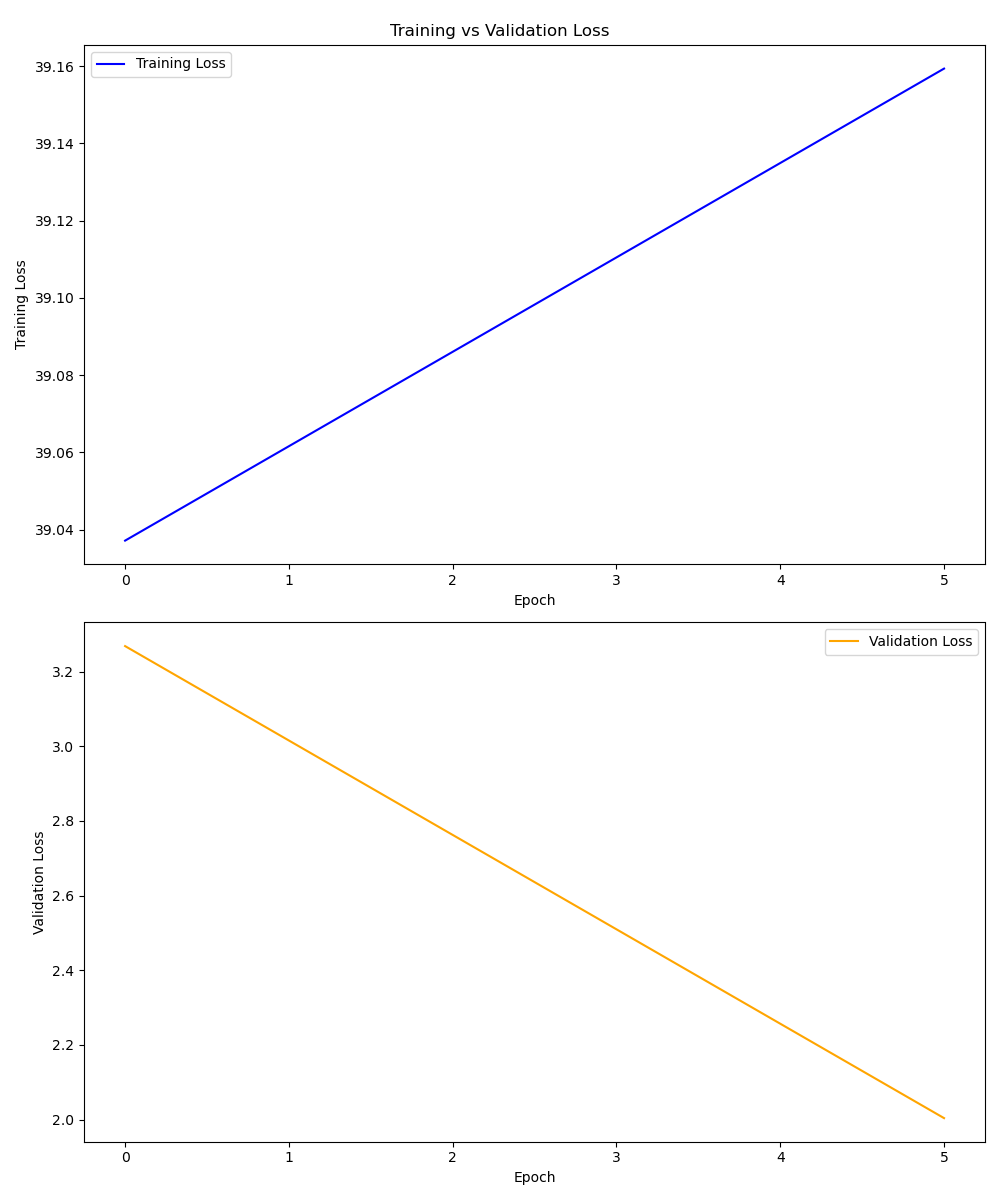 Training vs Validation Loss
Training Loss
39.16
39.14
39.12
39.10
39.08
39.06
39.04
Training Loss
0 1 2 3 4 5
Epoch
Validation Loss
3.2
3.0
2.8
2.6
2.4
2.2
2.0
Validation Loss
0 1 2 3 4 5
Epoch